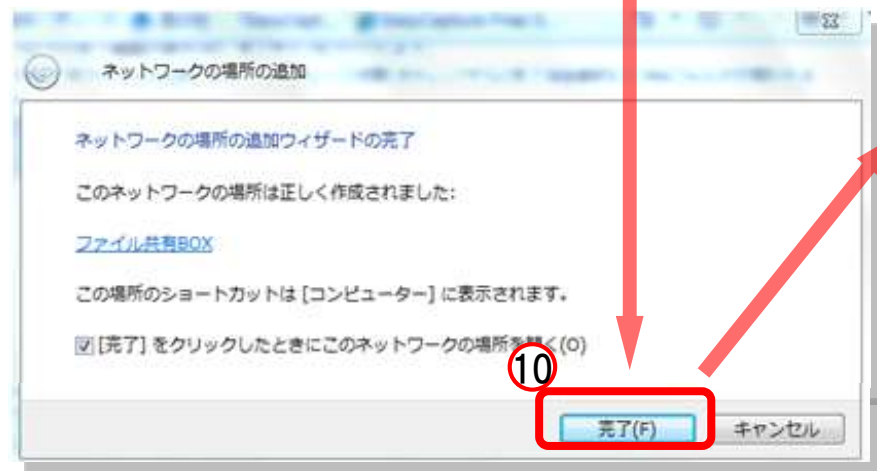 ネットワークの場所の追加
ネットワークの場所の追加ウィザードの完了
このネットワークの場所は正しく作成されました:
ファイル共有BOX
この場所のショートカットは [コンピューター] に表示されます。
[完了] をクリックしたときにこのネットワークの場所を開く(O)
10
完了(F) キャンセル